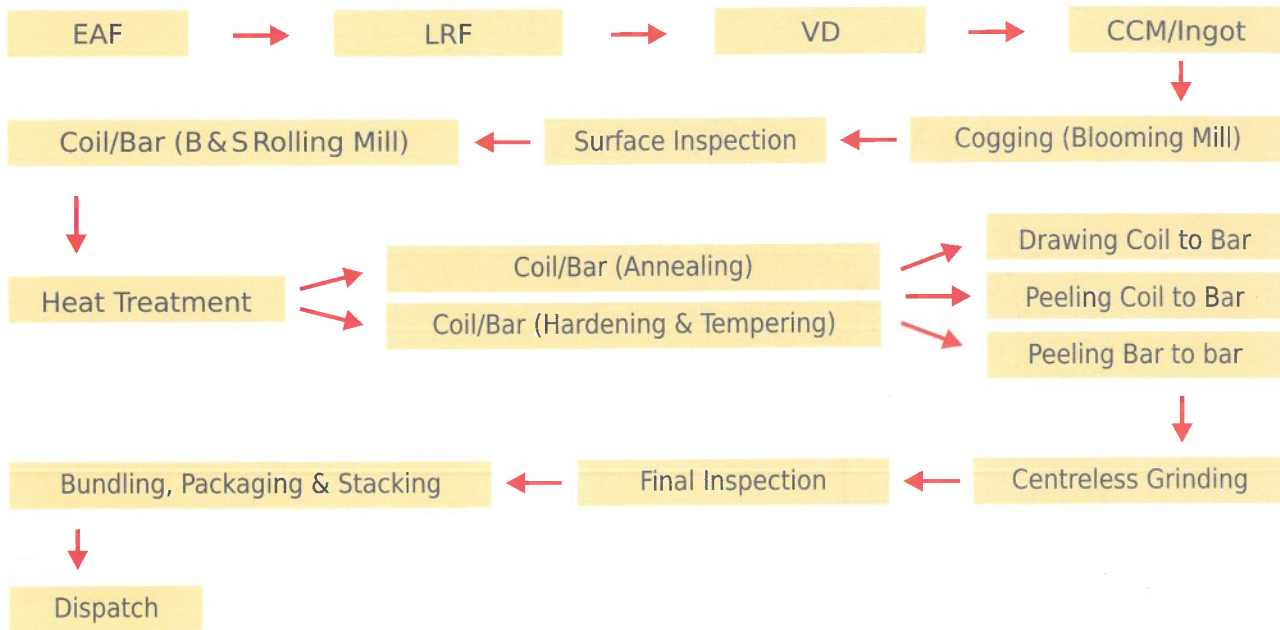 EAF
LRF
VD
CCM/Ingot
Cogging (Blooming Mill)
Surface Inspection
Coil/Bar (B & S Rolling Mill)
Heat Treatment
Coil/Bar (Annealing)
Coil/Bar (Hardening & Tempering)
Drawing Coil to Bar
Peeling Coil to Bar
Peeling Bar to bar
Centreless Grinding
Final Inspection
Bundling, Packaging & Stacking
Dispatch